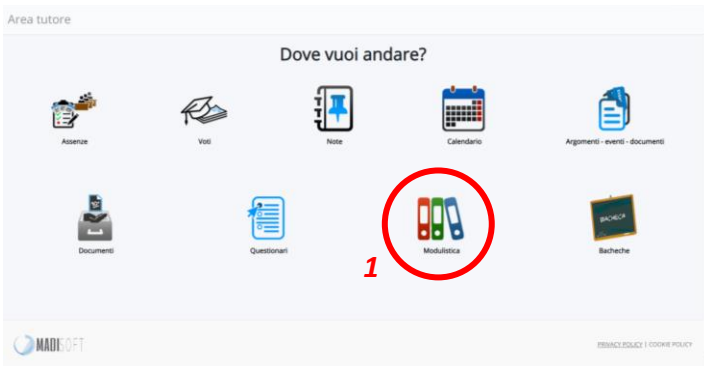 Area tutore
Dove vuoi andare?
Assenze
Voti
Note
Calendario
Argomenti - eventi - documenti
BACHECA
Documenti
Questionari
1
Modulistica
Bacheche
MADISOFT
PRIVACY POLICY | COOKIE POLICY